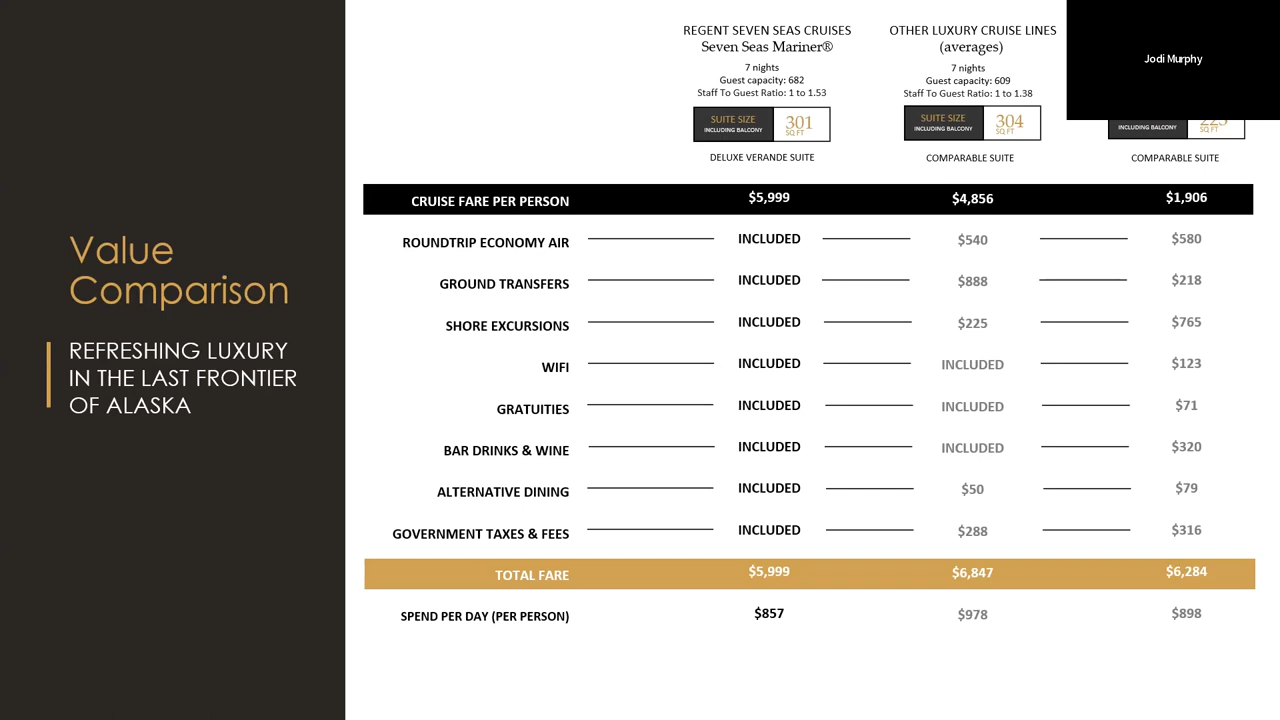 Value
Comparison
REFRESHING LUXURY
IN THE LAST FRONTIER
OF ALASKA
REGENT SEVEN SEAS CRUISES
Seven Seas Mariner®
7 nights
Guest capacity: 682
Staff To Guest Ratio: 1 to 1.53
SUITE SIZE
INCLUDING BALCONY
301
SQ FT
DELUXE VERANDE SUITE
OTHER LUXURY CRUISE LINES
(averages)
7 nights
Guest capacity: 609
Staff To Guest Ratio: 1 to 1.38
SUITE SIZE
INCLUDING BALCONY
304
SQ FT
COMPARABLE SUITE
Jodi Murphy
INCLUDING BALCONY
SQ FT
COMPARABLE SUITE
CRUISE FARE PER PERSON $5,999 $4,856 $1,906
ROUNDTRIP ECONOMY AIR INCLUDED $540 $580
GROUND TRANSFERS INCLUDED $888 $218
SHORE EXCURSIONS INCLUDED $225 $765
WIFI INCLUDED INCLUDED $123
GRATUITIES INCLUDED INCLUDED $71
BAR DRINKS & WINE INCLUDED INCLUDED $320
ALTERNATIVE DINING INCLUDED $50 $79
GOVERNMENT TAXES & FEES INCLUDED $288 $316
TOTAL FARE $5,999 $6,847 $6,284
SPEND PER DAY (PER PERSON) $857 $978 $898